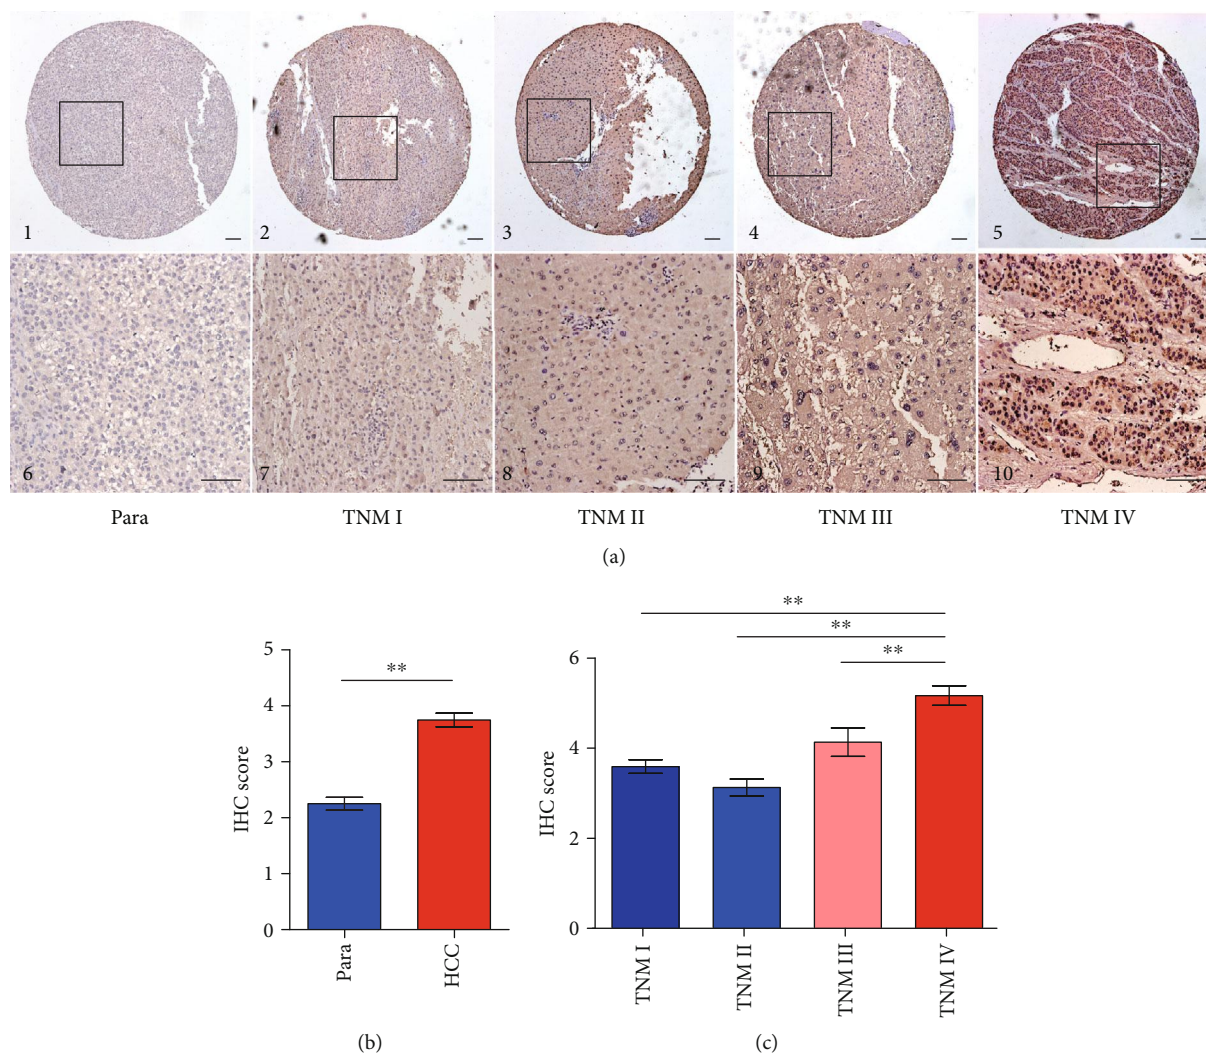 1 2 3 4 5
6 7 8 9 10
Para TNM I TNM II TNM III TNM IV
(a)
**
5
4
3
2
1
0
IHC score
Para
HCC
(b)
**
**
**
6
4
2
0
IHC score
TNM I
TNM II
TNM III
TNM IV
(c)